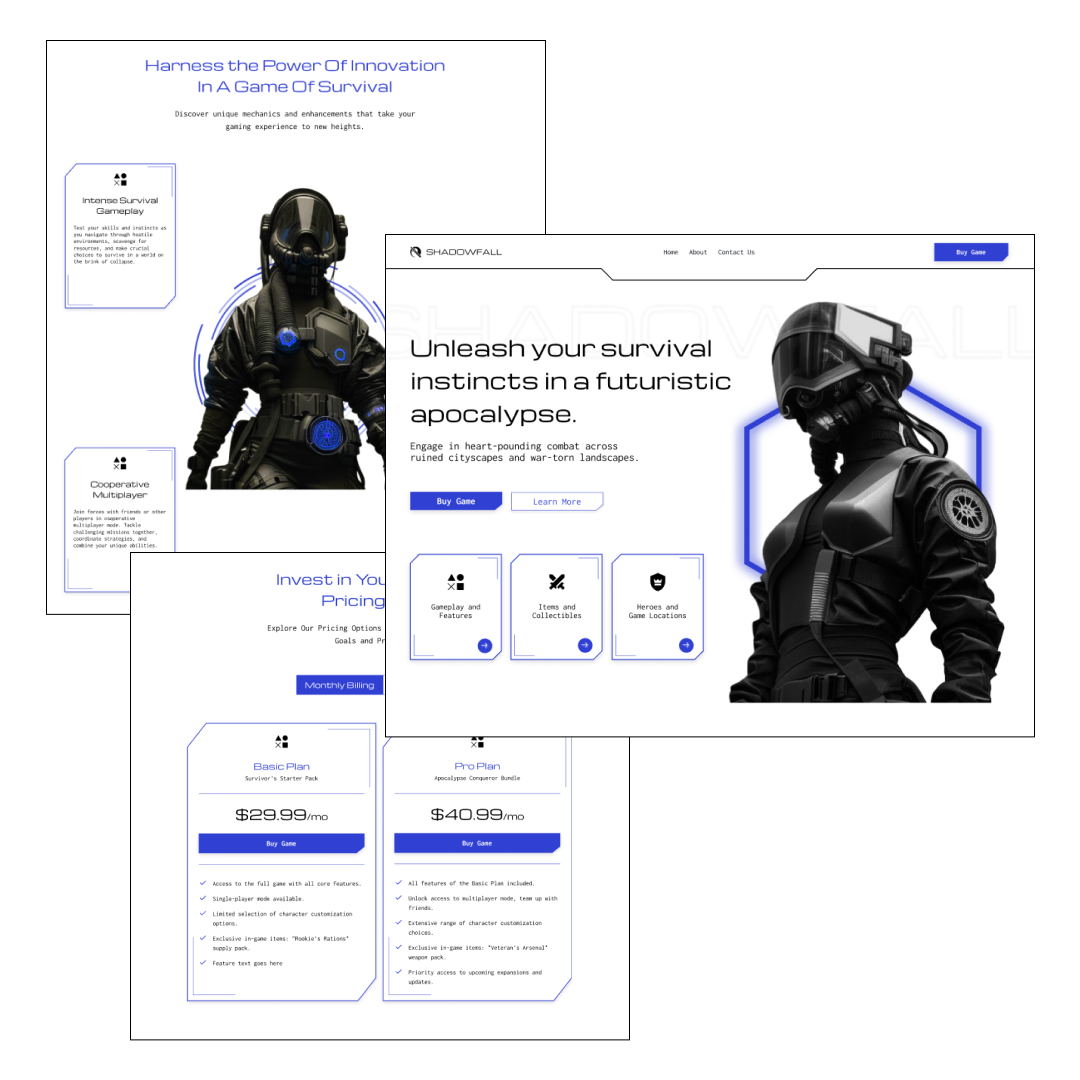 Harness the Power Of Innovation
In A Game Of Survival
Discover unique mechanics and enhancements that take your
gaming experience to new heights.
Intense Survival
Gameplay
Test your skills and instincts as
you navigate through hostile
environments, scavenge for
resources, and make crucial
choices to survive in a world on
the brink of collapse.
Cooperative
Multiplayer
Join forces with friends or other
players in cooperative
multiplayer mode. Tackle
challenging missions together,
coordinate strategies, and
combine your unique abilities.
SHADOWFALL
Home About Contact Us
Buy Game
SHADOWFALL
Unleash your survival
instincts in a futuristic
apocalypse.
Engage in heart-pounding combat across
ruined cityscapes and war-torn landscapes.
Buy Game
Learn More
Gameplay and
Features
Items and
Collectibles
Heroes and
Game Locations
Invest in You
Pricing
Explore Our Pricing Options
Goals and Pr
Monthly Billing
Basic Plan
Survivor's Starter Pack
$29.99/mo
Buy Game
Access to the full game with all core features.
Single-player mode available.
Limited selection of character customization
options.
Exclusive in-game items: "Rookie's Rations"
supply pack.
Feature text goes here
Pro Plan
Apocalypse Conqueror Bundle
$40.99/mo
Buy Game
All features of the Basic Plan included.
Unlock access to multiplayer mode, team up with
friends.
Extensive range of character customization
choices.
Exclusive in-game items: "Veteran's Arsenal"
weapon pack.
Priority access to upcoming expansions and
updates.